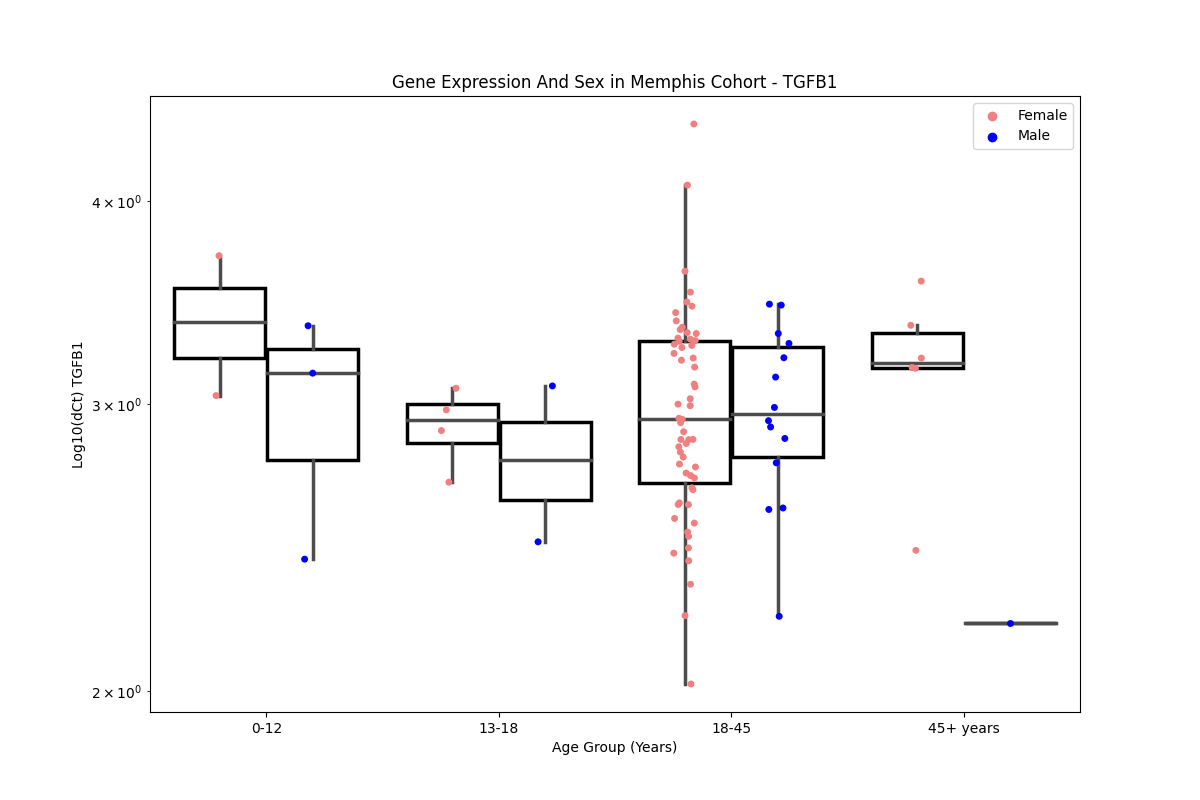 Gene Expression And Sex in Memphis Cohort - TGFB1
Female
Male
4 × 10⁰
3 × 10⁰
2 × 10⁰
Log10(dCt) TGFB1
0-12
13-18
18-45
45+ years
Age Group (Years)